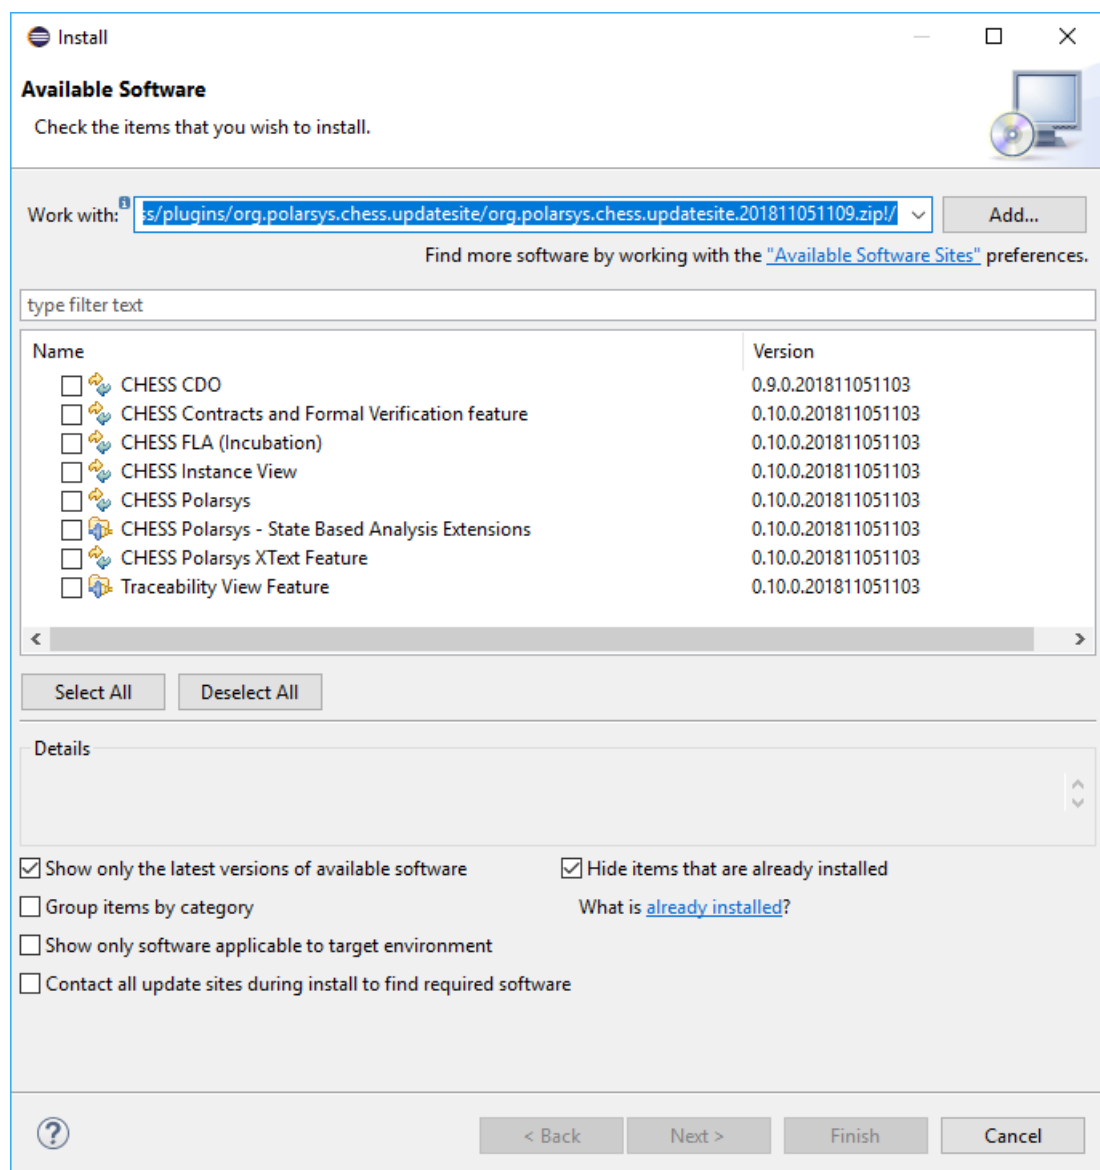 Install
Available Software
Check the items that you wish to install.
Work with: ss/plugins/org.polarsys.chess.updatesite/org.polarsys.chess.updatesite.201811051109.zip!/ Add...
Find more software by working with the "Available Software Sites" preferences.
type filter text
Name Version
CHESS CDO 0.9.0.201811051103
CHESS Contracts and Formal Verification feature 0.10.0.201811051103
CHESS FLA (Incubation) 0.10.0.201811051103
CHESS Instance View 0.10.0.201811051103
CHESS Polarsys 0.10.0.201811051103
CHESS Polarsys - State Based Analysis Extensions 0.10.0.201811051103
CHESS Polarsys XText Feature 0.10.0.201811051103
Traceability View Feature 0.10.0.201811051103
Select All Deselect All
Details
Show only the latest versions of available software Hide items that are already installed
Group items by category What is already installed?
Show only software applicable to target environment
Contact all update sites during install to find required software
? < Back Next > Finish Cancel